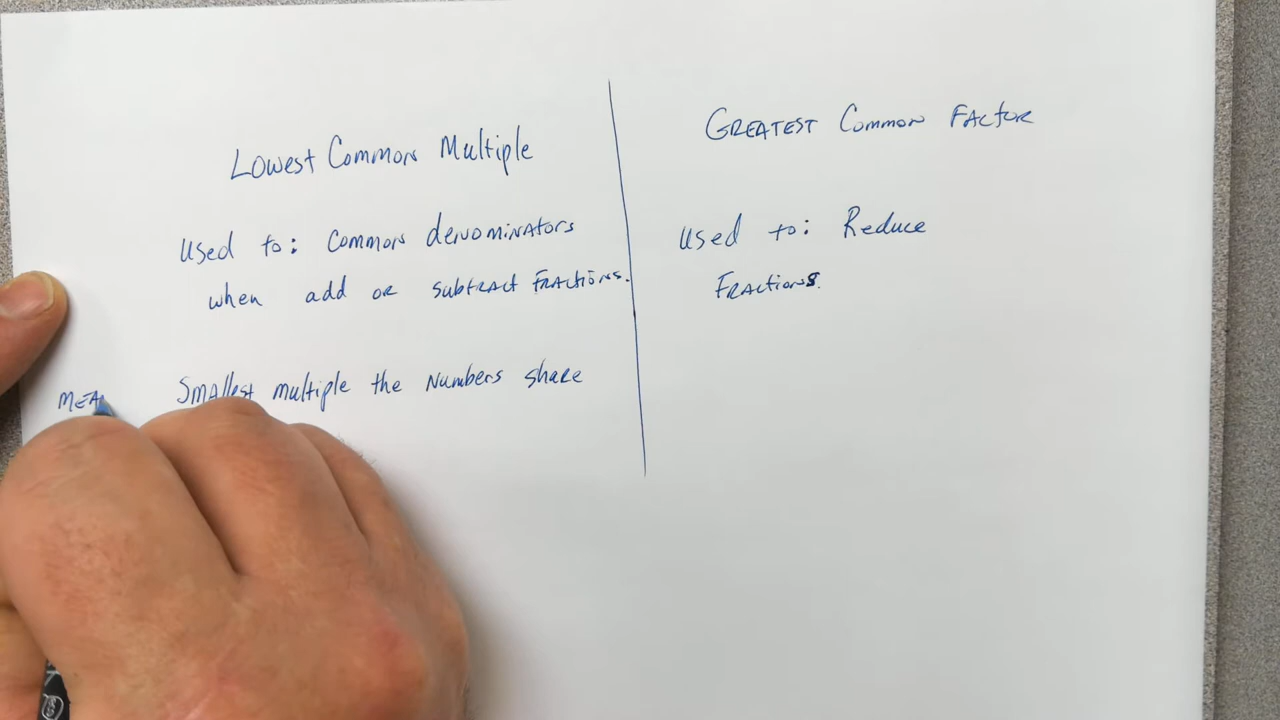 Lowest Common Multiple
Used to: Common denominators
when add or subtract Fractions.
Smallest multiple the Numbers share
MEA
GREATEST Common Factor
Used to: Reduce
Fractions.